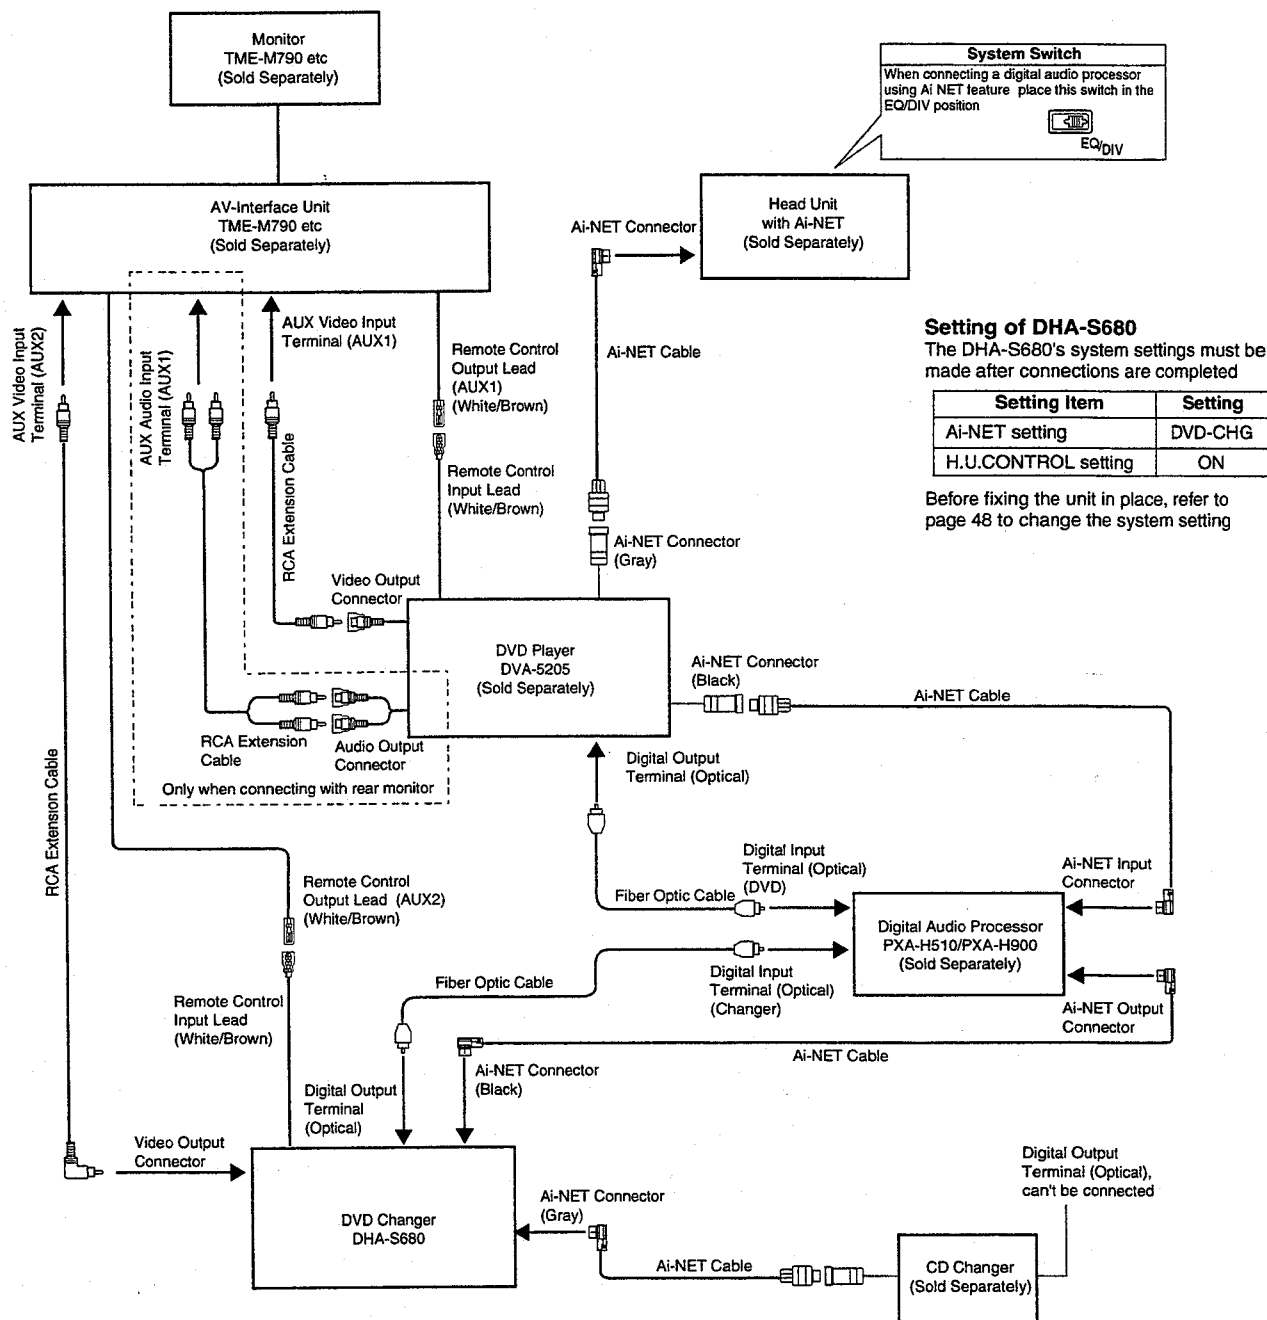 Monitor
TME-M790 etc
(Sold Separately)
System Switch
When connecting a digital audio processor
using Ai NET feature place this switch in the
EQ/DIV position
EQ/DIV
AV-Interface Unit
TME-M790 etc
(Sold Separately)
Head Unit
with Ai-NET
(Sold Separately)
Ai-NET Connector
AUX Video Input
Terminal (AUX2)
AUX Audio Input
Terminal (AUX1)
AUX Video Input
Terminal (AUX1)
Remote Control
Output Lead
(AUX1)
(White/Brown)
Ai-NET Cable
Setting of DHA-S680
The DHA-S680's system settings must be
made after connections are completed
Setting Item
Setting
Ai-NET setting
DVD-CHG
H.U.CONTROL setting
ON
Before fixing the unit in place, refer to
page 48 to change the system setting
RCA Extension Cable
Remote Control
Input Lead
(White/Brown)
Ai-NET Connector
(Gray)
Video Output
Connector
DVD Player
DVA-5205
(Sold Separately)
Ai-NET Connector
(Black)
Ai-NET Cable
RCA Extension
Cable
Audio Output
Connector
Only when connecting with rear monitor
Digital Output
Terminal (Optical)
RCA Extension Cable
Digital Input
Terminal (Optical)
(DVD)
Fiber Optic Cable
Ai-NET Input
Connector
Remote Control
Output Lead (AUX2)
(White/Brown)
Digital Audio Processor
PXA-H510/PXA-H900
(Sold Separately)
Fiber Optic Cable
Digital Input
Terminal (Optical)
(Changer)
Ai-NET Output
Connector
Remote Control
Input Lead
(White/Brown)
Ai-NET Cable
Ai-NET Connector
(Black)
Digital Output
Terminal
(Optical)
Video Output
Connector
DVD Changer
DHA-S680
Ai-NET Connector
(Gray)
Ai-NET Cable
Digital Output
Terminal (Optical),
can't be connected
CD Changer
(Sold Separately)